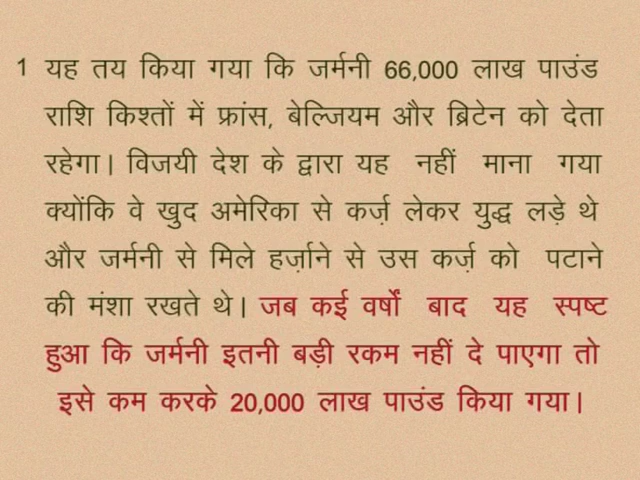 1 यह तय किया गया कि जर्मनी 66,000 लाख पाउंड
राशि किश्तों में फ्रांस, बेल्जियम और ब्रिटेन को देता
रहेगा। विजयी देश के द्वारा यह नहीं माना गया
क्योंकि वे खुद अमेरिका से कर्ज़ लेकर युद्ध लड़े थे
और जर्मनी से मिले हर्ज़ाने से उस कर्ज़ को पटाने
की मंशा रखते थे। जब कई वर्षों बाद यह स्पष्ट
हुआ कि जर्मनी इतनी बड़ी रकम नहीं दे पाएगा तो
इसे कम करके 20,000 लाख पाउंड किया गया।